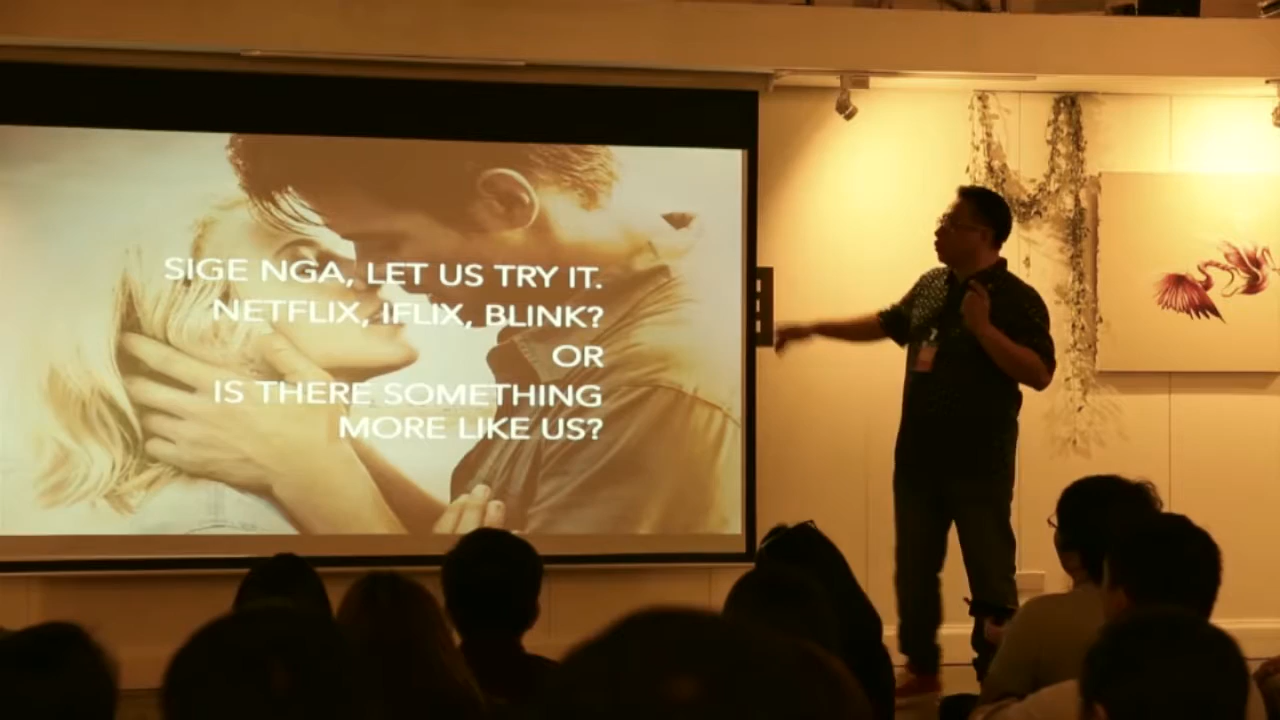 SIGE NGA, LET US TRY IT.
NETFLIX, IFLIX, BLINK?
OR
IS THERE SOMETHING
MORE LIKE US?